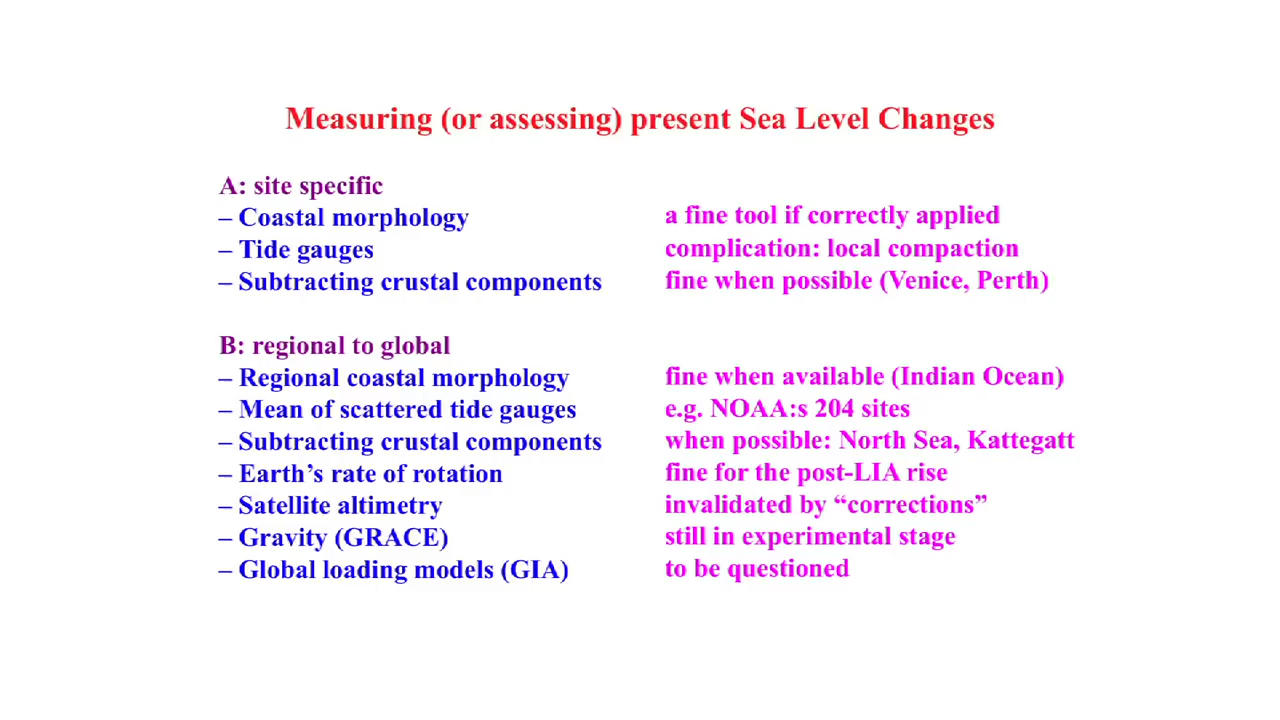 Measuring (or assessing) present Sea Level Changes
A: site specific
– Coastal morphology a fine tool if correctly applied
– Tide gauges complication: local compaction
– Subtracting crustal components fine when possible (Venice, Perth)
B: regional to global
– Regional coastal morphology fine when available (Indian Ocean)
– Mean of scattered tide gauges e.g. NOAA:s 204 sites
– Subtracting crustal components when possible: North Sea, Kattegatt
– Earth’s rate of rotation fine for the post-LIA rise
– Satellite altimetry invalidated by “corrections”
– Gravity (GRACE) still in experimental stage
– Global loading models (GIA) to be questioned